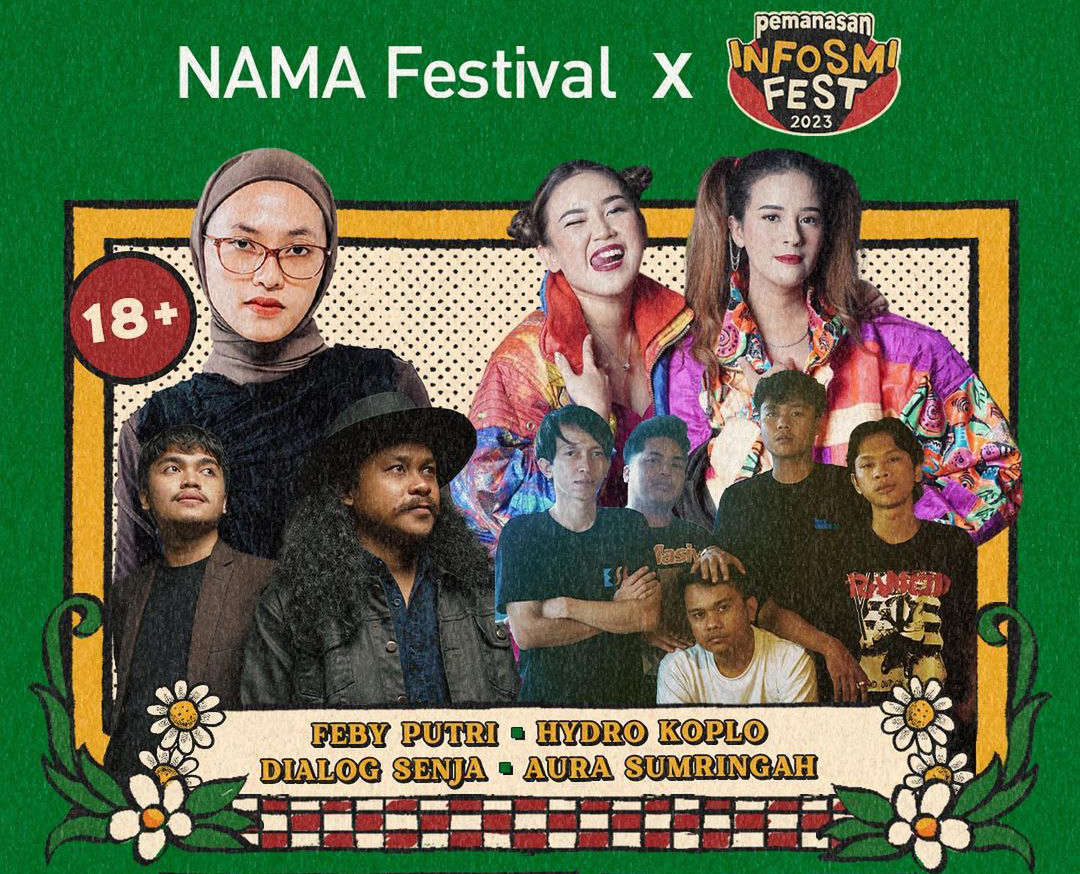 NAMA Festival X
pemanasan
INFOSMI
FEST
2023
18+
FEBY PUTRI ▪ HYDRO KOPLO
DIALOG SENJA ▪ AURA SUMRINGAH